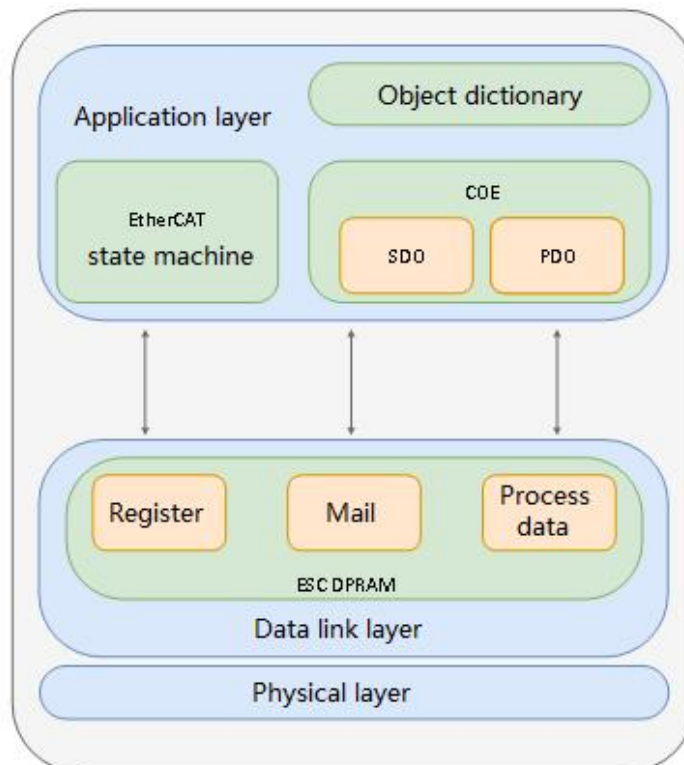 Object dictionary
Application layer
EtherCAT
state machine
COE
SDO
PDO
Register
Mail
Process
data
ESC DPRAM
Data link layer
Physical layer